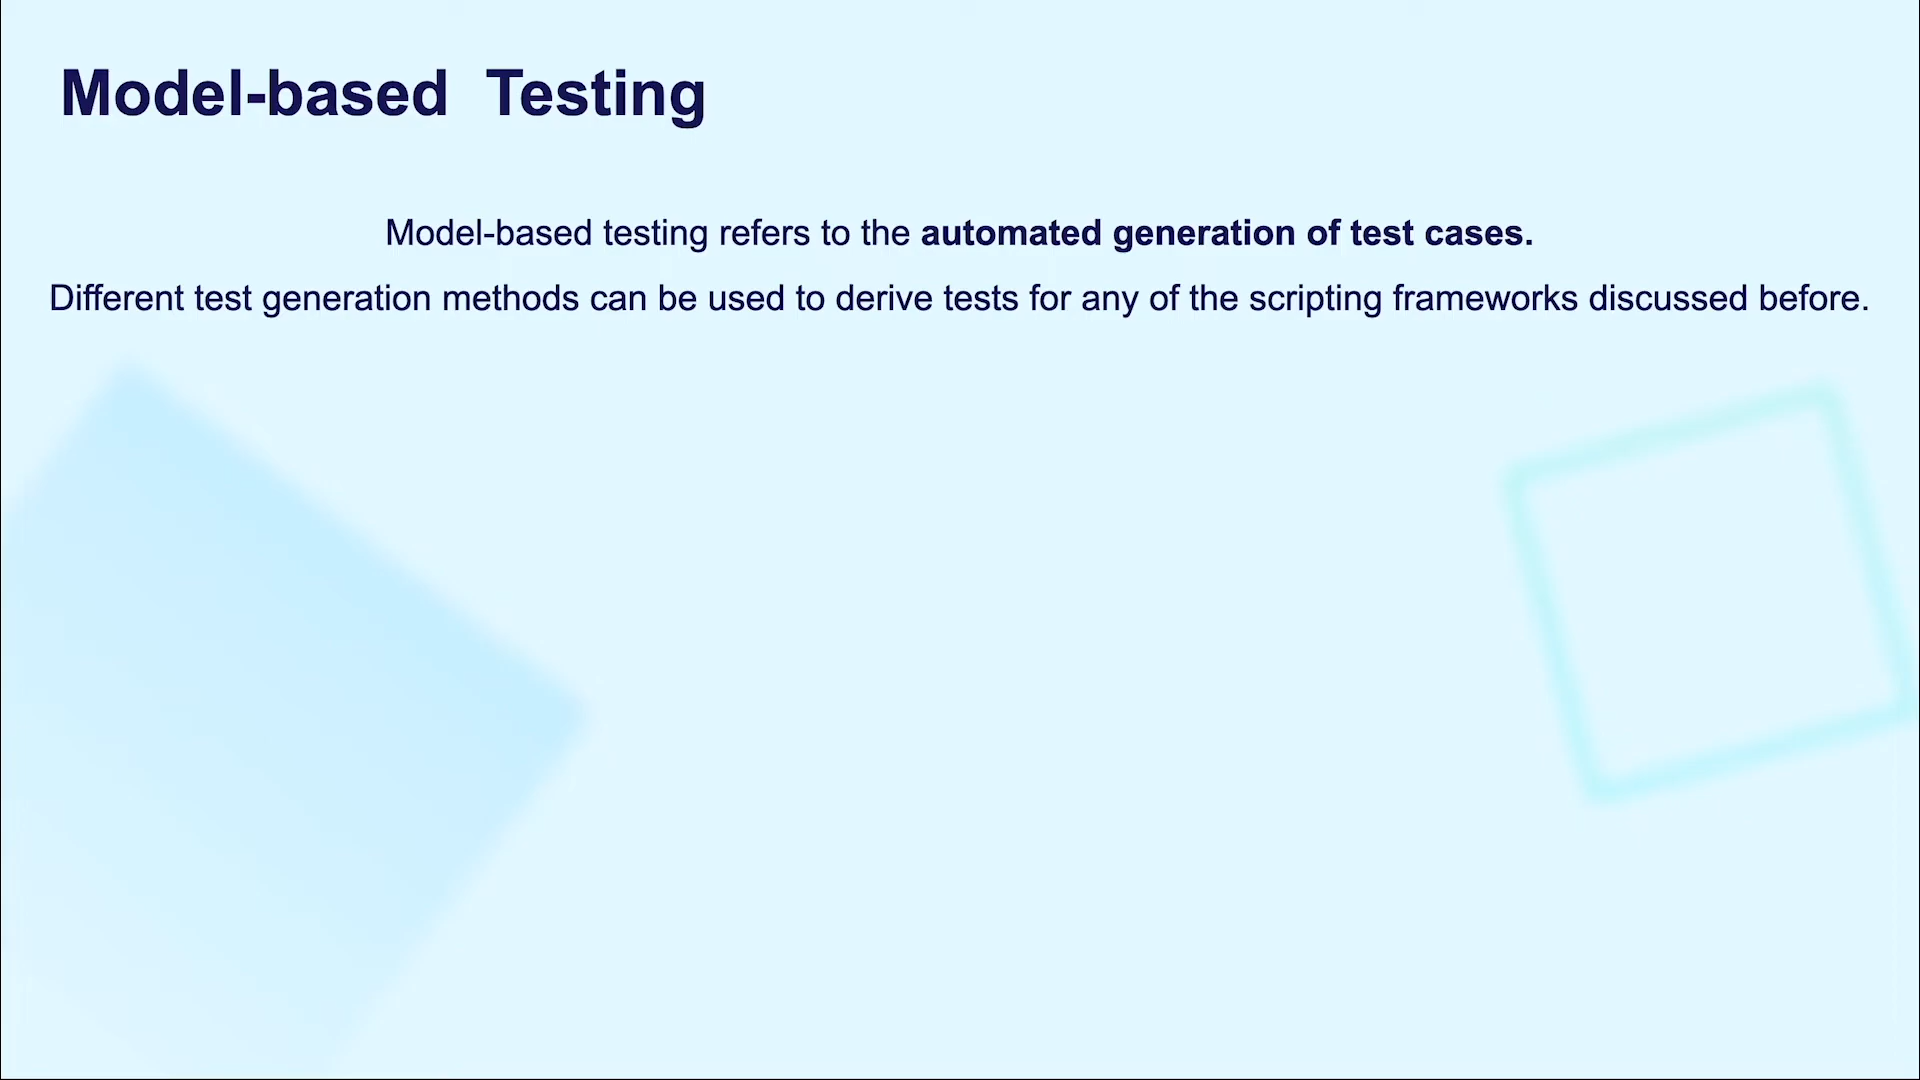 Model-based Testing
Model-based testing refers to the automated generation of test cases.
Different test generation methods can be used to derive tests for any of the scripting frameworks discussed before.